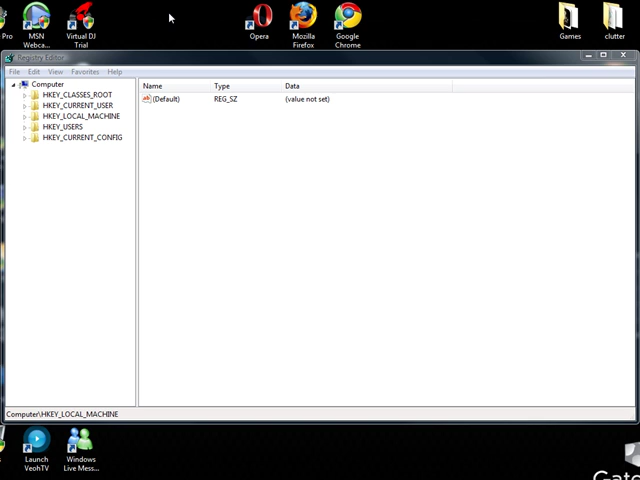 Pro
MSN
Webca...
Virtual DJ
Trial
Opera
Mozilla
Firefox
Google
Chrome
Games
clutter
Registry Editor
File Edit View Favorites Help
Computer
HKEY_CLASSES_ROOT
HKEY_CURRENT_USER
HKEY_LOCAL_MACHINE
HKEY_USERS
HKEY_CURRENT_CONFIG
Name Type Data
ab (Default) REG_SZ (value not set)
Computer\HKEY_LOCAL_MACHINE
Launch
VeohTV
Windows
Live Mess...